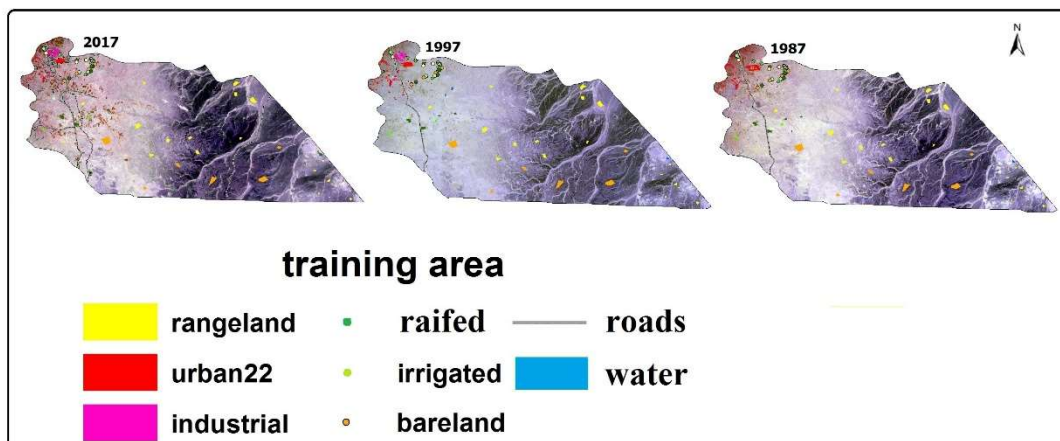 2017 1997 1987 N
training area
rangeland raifed roads
urban22 irrigated water
industrial bareland